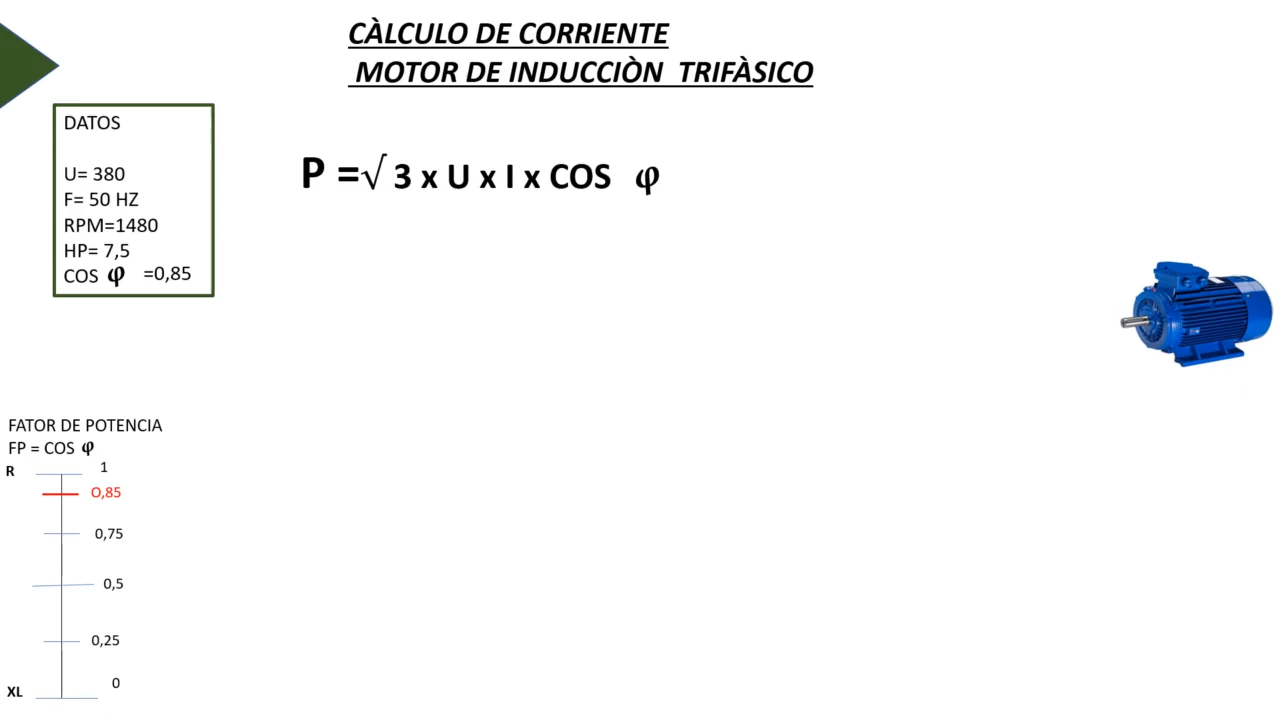 CÀLCULO DE CORRIENTE
MOTOR DE INDUCCIÒN TRIFÀSICO
DATOS
U= 380
F= 50 HZ
RPM=1480
HP= 7,5
COS φ =0,85
P =√ 3 x U x I x COS φ
FATOR DE POTENCIA
FP = COS φ
R 1
O,85
0,75
0,5
0,25
0
XL